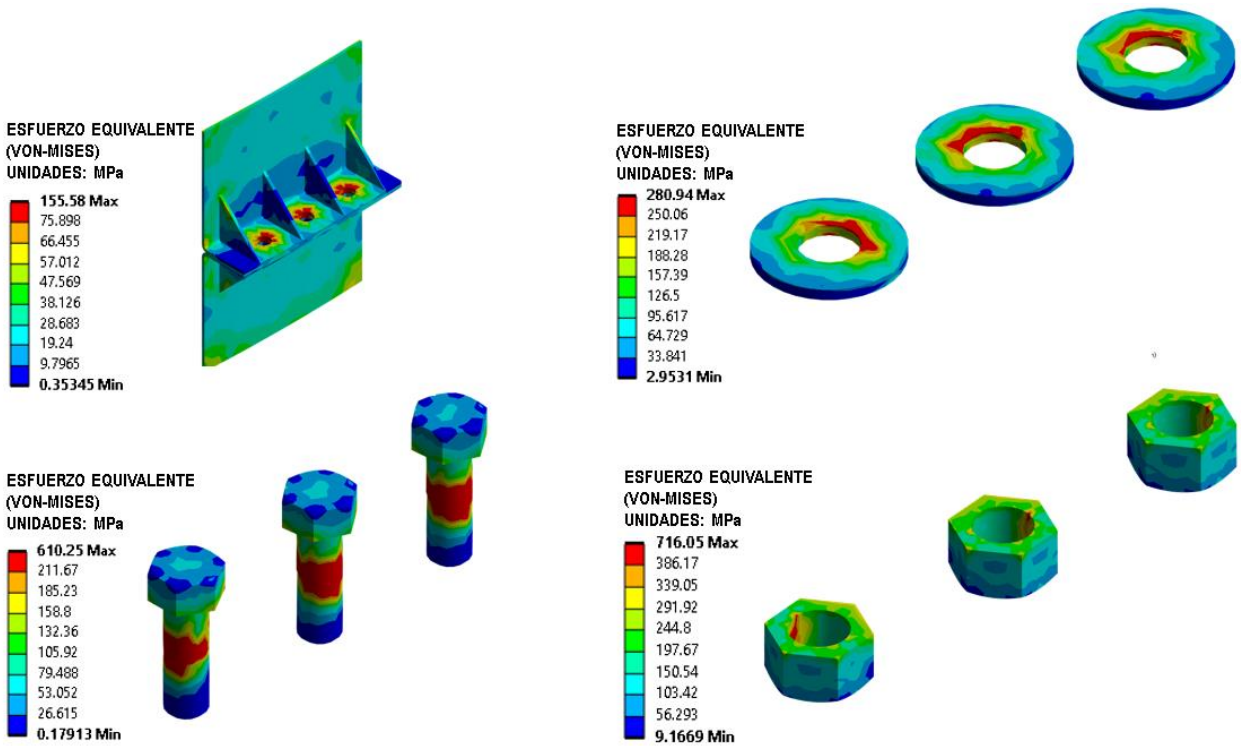 ESFUERZO EQUIVALENTE
(VON-MISES)
UNIDADES: MPa
155.58 Max
75.898
66.455
57.012
47.569
38.126
28.683
19.24
9.7965
0.35345 Min
ESFUERZO EQUIVALENTE
(VON-MISES)
UNIDADES: MPa
280.94 Max
250.06
219.17
188.28
157.39
126.5
95.617
64.729
33.841
2.9531 Min
ESFUERZO EQUIVALENTE
(VON-MISES)
UNIDADES: MPa
610.25 Max
211.67
185.23
158.8
132.36
105.92
79.488
53.052
26.615
0.17913 Min
ESFUERZO EQUIVALENTE
(VON-MISES)
UNIDADES: MPa
716.05 Max
386.17
339.05
291.92
244.8
197.67
150.54
103.42
56.293
9.1669 Min